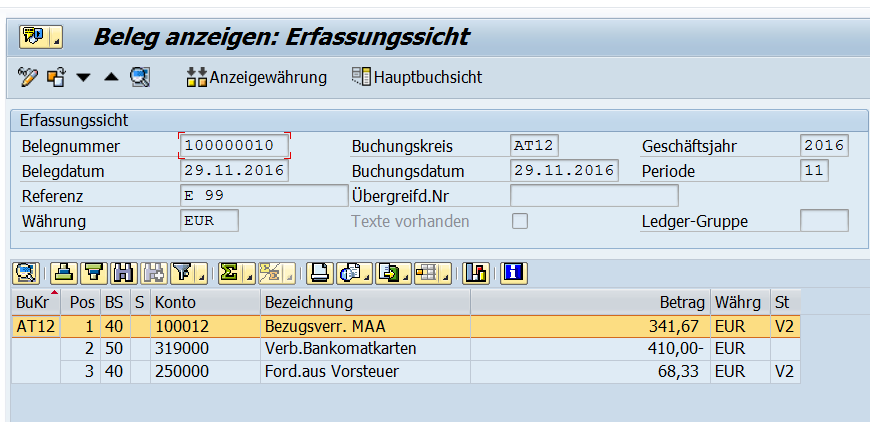 Beleg anzeigen: Erfassungssicht
Anzeigewährung Hauptbuchsicht
Erfassungssicht
Belegnummer 100000010 Buchungskreis AT12 Geschäftsjahr 2016
Belegdatum 29.11.2016 Buchungsdatum 29.11.2016 Periode 11
Referenz E 99 Übergreifd.Nr
Währung EUR Texte vorhanden Ledger-Gruppe
BuKr Pos BS S Konto Bezeichnung Betrag Währg St
AT12 1 40 100012 Bezugsverr. MAA 341,67 EUR V2
2 50 319000 Verb.Bankomatkarten 410,00- EUR
3 40 250000 Ford.aus Vorsteuer 68,33 EUR V2